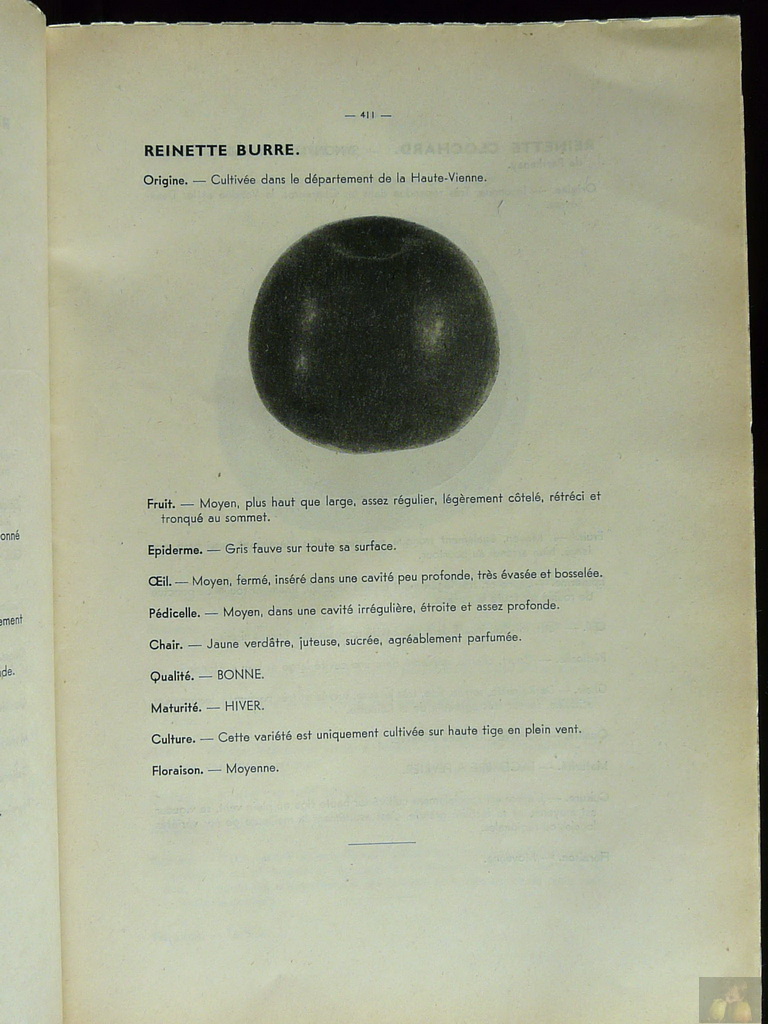 — 411 —
REINETTE BURRE.
Origine. — Cultivée dans le département de la Haute-Vienne.
Fruit. — Moyen, plus haut que large, assez régulier, légèrement côtelé, rétréci et
tronqué au sommet.
Epiderme. — Gris fauve sur toute sa surface.
Œil. — Moyen, fermé, inséré dans une cavité peu profonde, très évasée et bosselée.
Pédicelle. — Moyen, dans une cavité irrégulière, étroite et assez profonde.
Chair. — Jaune verdâtre, juteuse, sucrée, agréablement parfumée.
Qualité. — BONNE.
Maturité. — HIVER.
Culture. — Cette variété est uniquement cultivée sur haute tige en plein vent.
Floraison. — Moyenne.
onné
ement
de.